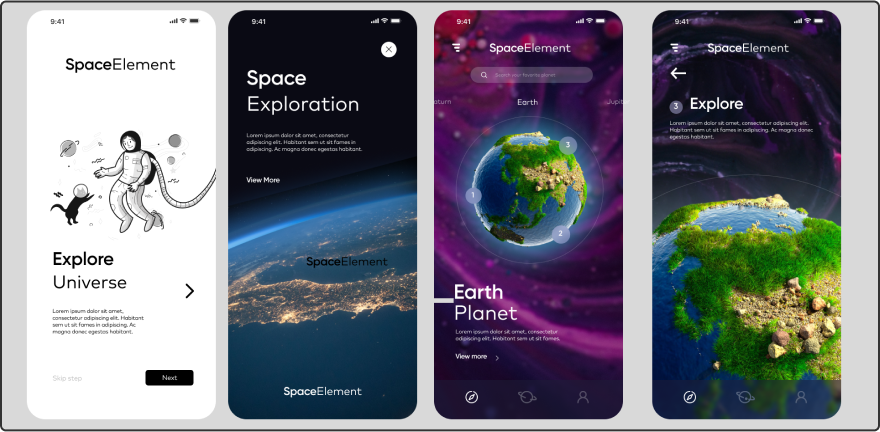 9:41
SpaceElement
Explore
Universe
Lorem ipsum dolor sit amet,
consectetur adipiscing elit. Habitant
sem ut sit fames in adipiscing. Ac
magna donec egestas habitant.
Skip step
Next
9:41
Space
Exploration
Lorem ipsum dolor sit amet, consectetur
adipiscing elit. Habitant sem ut sit fames in
adipiscing. Ac magna donec egestas habitant.
View More
SpaceElement
SpaceElement
9:41
SpaceElement
Search your favorite planet
aturn
Earth
Jupit
3
1
2
Earth
Planet
Lorem ipsum dolor sit amet, consectetur
adipiscing elit. Habitant sem ut sit fames.
View more
9:41
SpaceElement
3 Explore
Lorem ipsum dolor sit amet, consectetur adipiscing elit.
Habitant sem ut sit fames in adipiscing. Ac magna donec
egestas habitant.